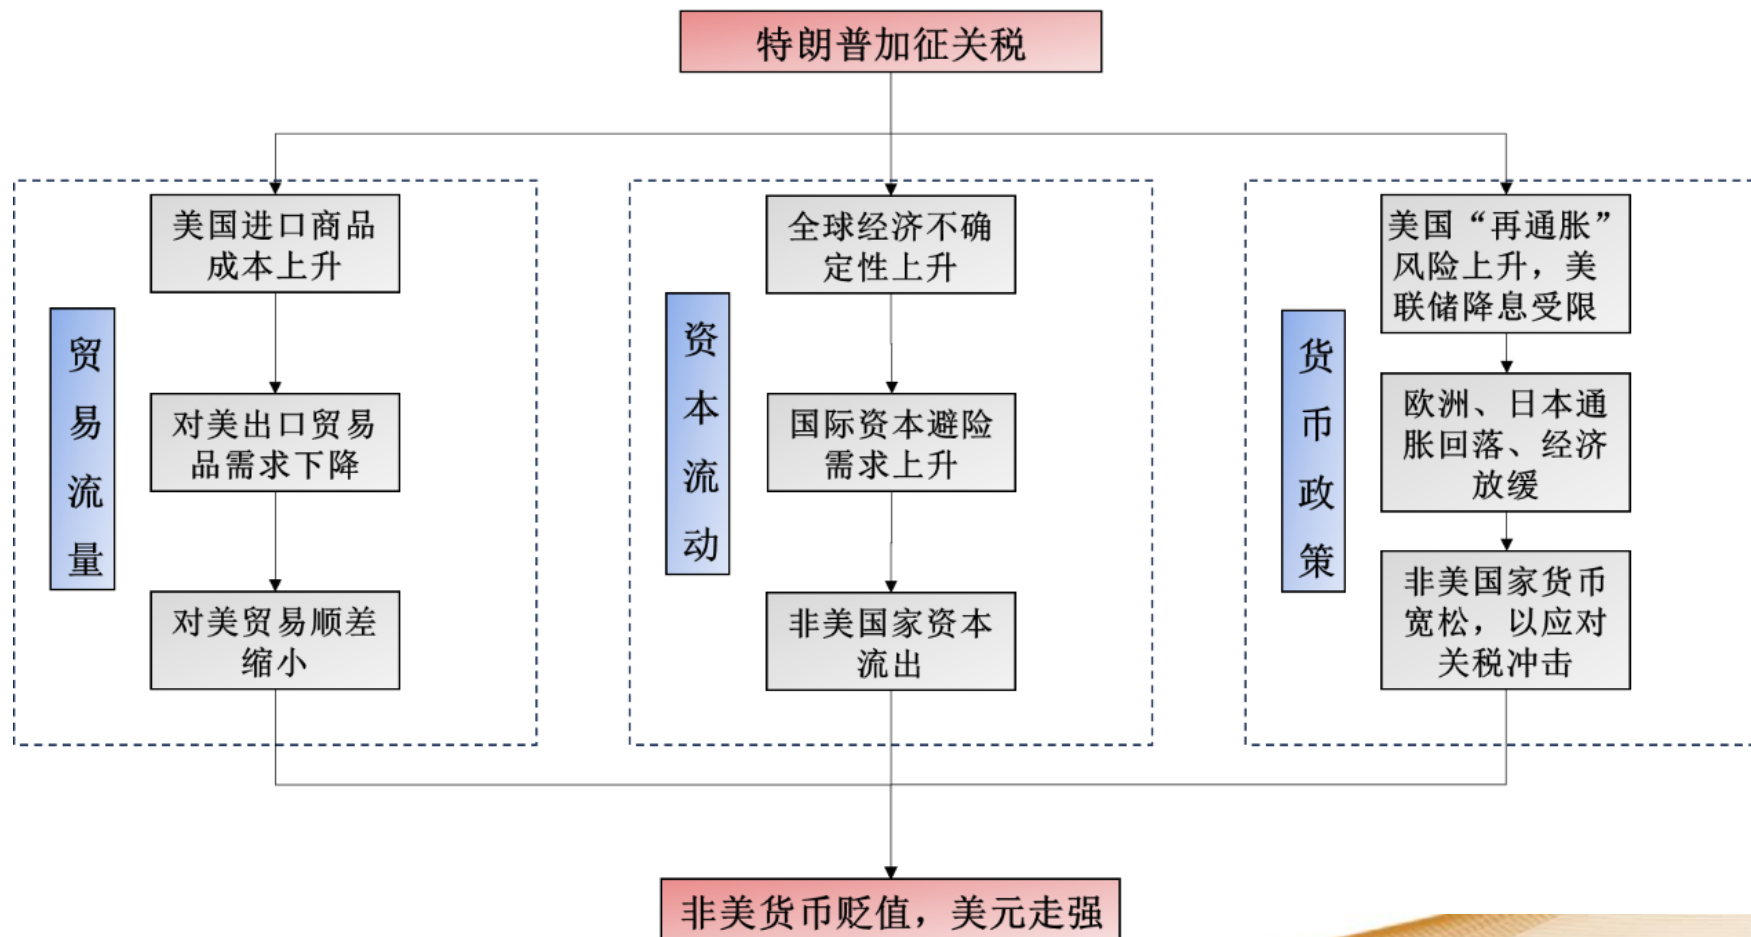 特朗普加征关税
贸易流量
美国进口商品
成本上升
对美出口贸易
品需求下降
对美贸易顺差
缩小
资本流动
全球经济不确
定性上升
国际资本避险
需求上升
非美国家资本
流出
货币政策
美国“再通胀”
风险上升，美
联储降息受限
欧洲、日本通
胀回落、经济
放缓
非美国家货币
宽松，以应对
关税冲击
非美货币贬值，美元走强